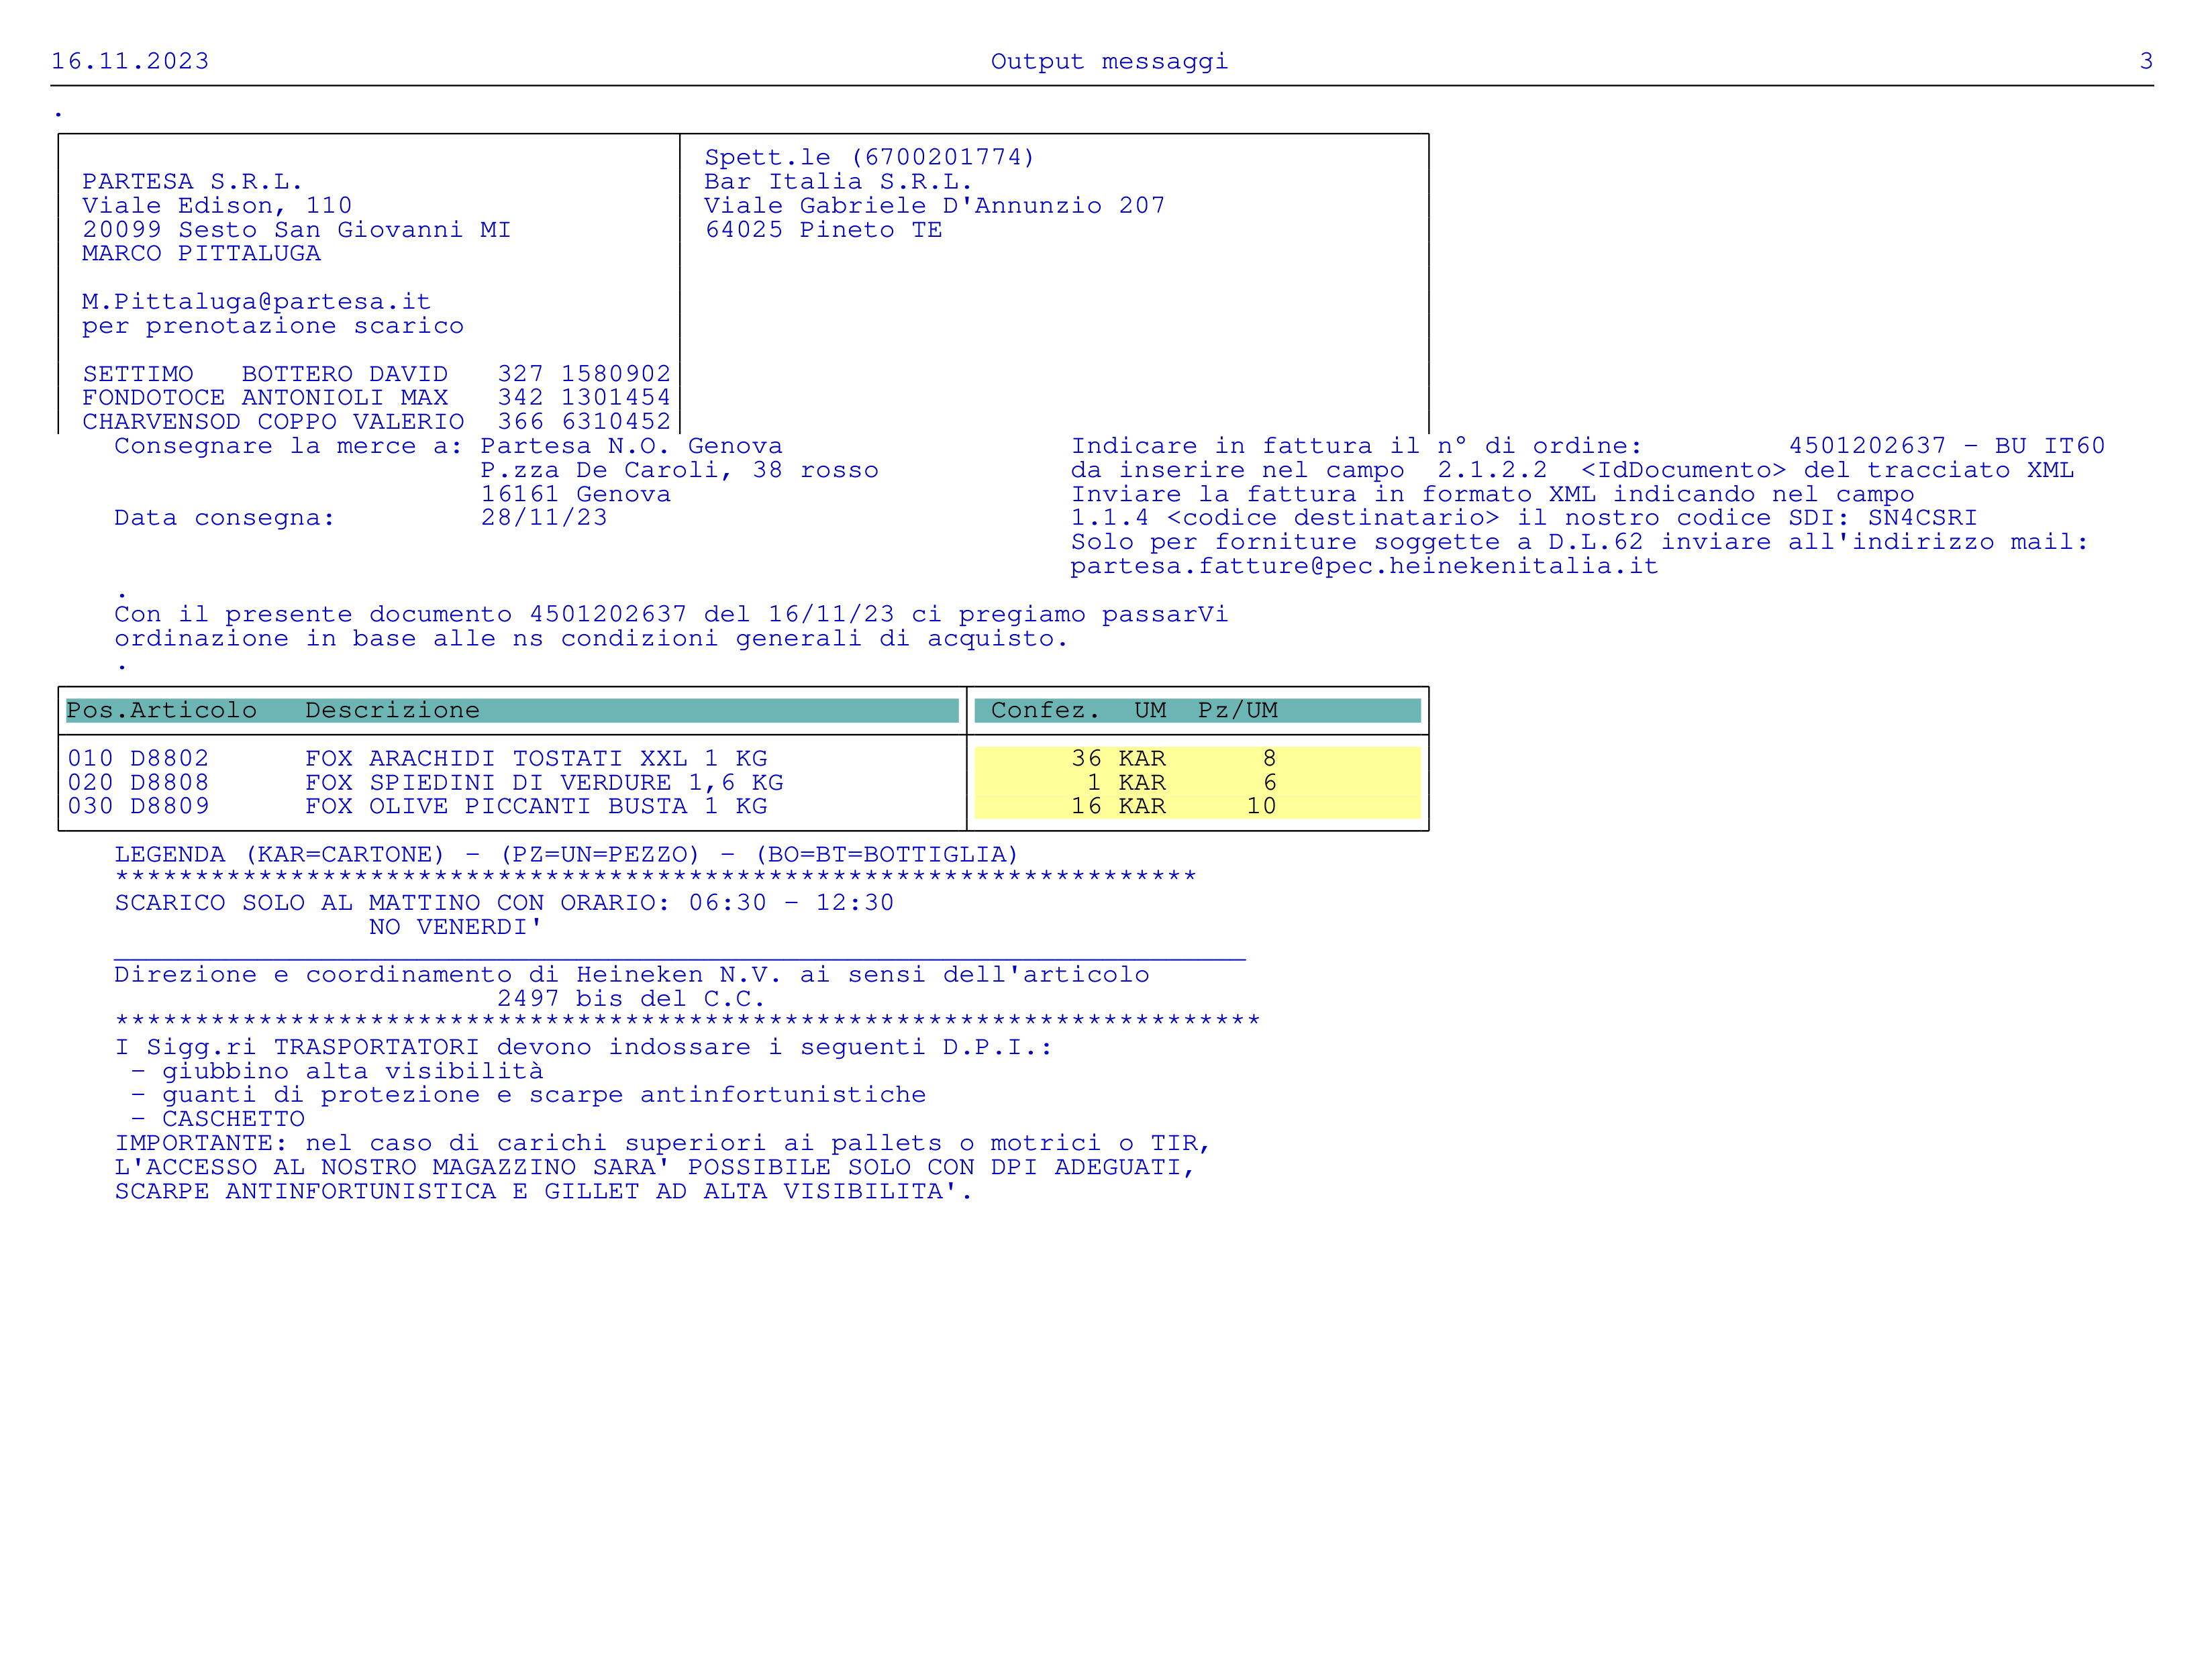 16.11.2023 Output messaggi 3
.
PARTESA S.R.L.
Viale Edison, 110
20099 Sesto San Giovanni MI
MARCO PITTALUGA
M.Pittaluga@partesa.it
per prenotazione scarico
SETTIMO BOTTERO DAVID 327 1580902
FONDOTOCE ANTONIOLI MAX 342 1301454
CHARVENSOD COPPO VALERIO 366 6310452
Spett.le (6700201774)
Bar Italia S.R.L.
Viale Gabriele D'Annunzio 207
64025 Pineto TE
Consegnare la merce a: Partesa N.O. Genova
P.zza De Caroli, 38 rosso
16161 Genova
Data consegna: 28/11/23
Indicare in fattura il n° di ordine: 4501202637 - BU IT60
da inserire nel campo 2.1.2.2 <IdDocumento> del tracciato XML
Inviare la fattura in formato XML indicando nel campo
1.1.4 <codice destinatario> il nostro codice SDI: SN4CSRI
Solo per forniture soggette a D.L.62 inviare all'indirizzo mail:
partesa.fatture@pec.heinekenitalia.it
.
Con il presente documento 4501202637 del 16/11/23 ci pregiamo passarVi
ordinazione in base alle ns condizioni generali di acquisto.
.
Pos.Articolo Descrizione Confez. UM Pz/UM
010 D8802 FOX ARACHIDI TOSTATI XXL 1 KG 36 KAR 8
020 D8808 FOX SPIEDINI DI VERDURE 1,6 KG 1 KAR 6
030 D8809 FOX OLIVE PICCANTI BUSTA 1 KG 16 KAR 10
LEGENDA (KAR=CARTONE) - (PZ=UN=PEZZO) - (BO=BT=BOTTIGLIA)
********************************************************************
SCARICO SOLO AL MATTINO CON ORARIO: 06:30 - 12:30
NO VENERDI'
_______________________________________________________________________
Direzione e coordinamento di Heineken N.V. ai sensi dell'articolo
2497 bis del C.C.
************************************************************************
I Sigg.ri TRASPORTATORI devono indossare i seguenti D.P.I.:
- giubbino alta visibilità
- guanti di protezione e scarpe antinfortunistiche
- CASCHETTO
IMPORTANTE: nel caso di carichi superiori ai pallets o motrici o TIR,
L'ACCESSO AL NOSTRO MAGAZZINO SARA' POSSIBILE SOLO CON DPI ADEGUATI,
SCARPE ANTINFORTUNISTICA E GILLET AD ALTA VISIBILITA'.